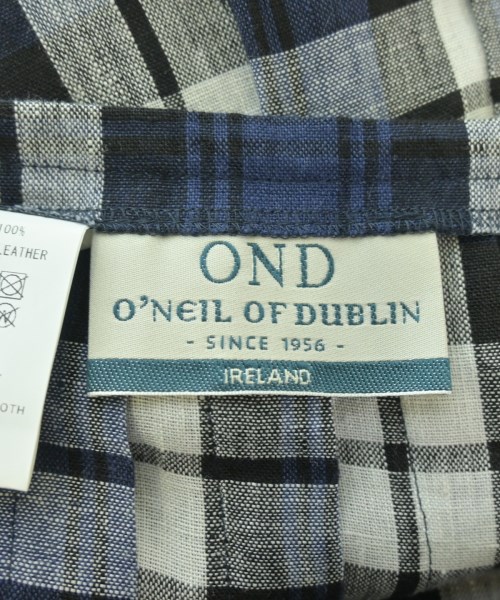 OND
O'NEIL OF DUBLIN
- SINCE 1956 -
IRELAND
100%
LEATHER
OTH